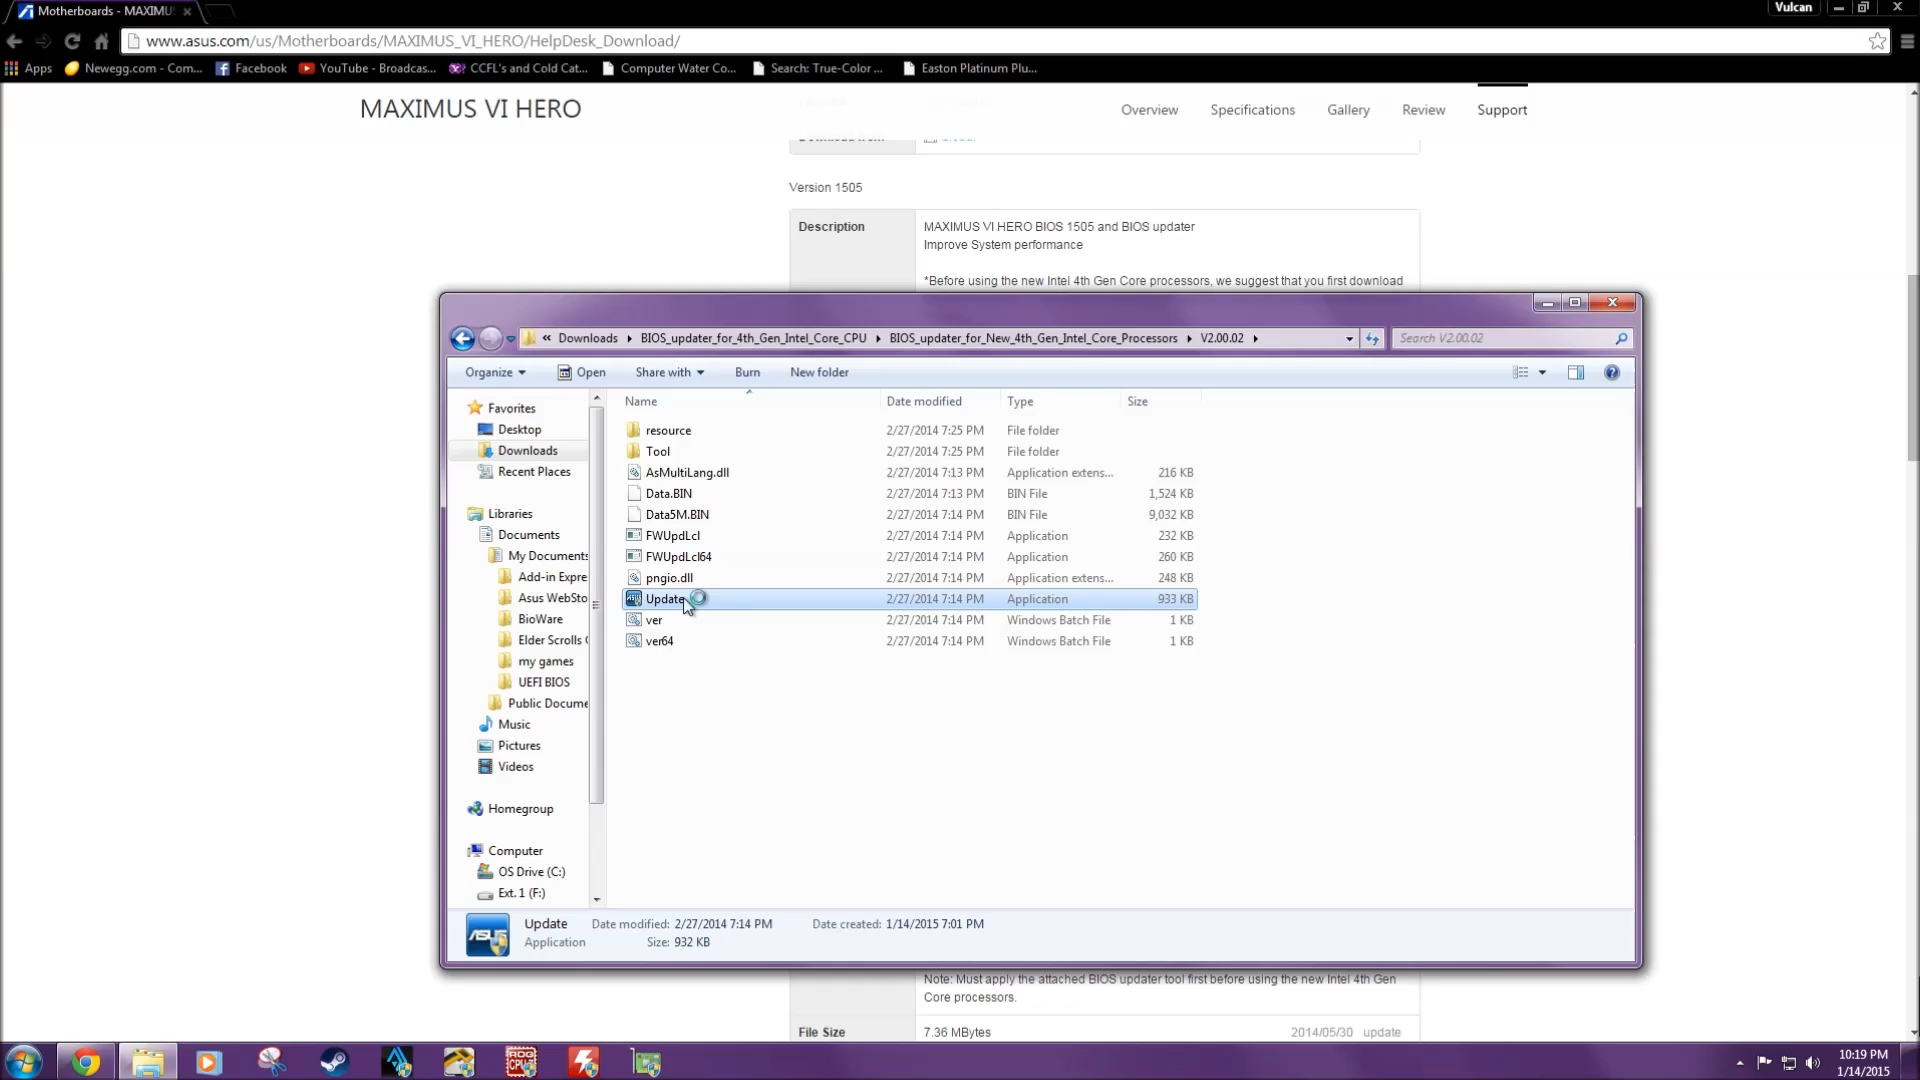 Motherboards - MAXIMU
Vulcan
www.asus.com/us/Motherboards/MAXIMUS_VI_HERO/HelpDesk_Download/
Apps Newegg.com - Com... Facebook YouTube - Broadcas... CCFL's and Cold Cat... Computer Water Co... Search: True-Color ... Easton Platinum Plu...
MAXIMUS VI HERO Overview Specifications Gallery Review Support
Version 1505
Description MAXIMUS VI HERO BIOS 1505 and BIOS updater
Improve System performance
*Before using the new Intel 4th Gen Core processors, we suggest that you first download
« Downloads BIOS_updater_for_4th_Gen_Intel_Core_CPU BIOS_updater_for_New_4th_Gen_Intel_Core_Processors V2.00.02 Search V2.00.02
Organize Open Share with Burn New folder
Name Date modified Type Size
Favorites
Desktop
Downloads
Recent Places
Libraries
Documents
My Documents
Add-in Expre
Asus WebSto
BioWare
Elder Scrolls
my games
UEFI BIOS
Public Docume
Music
Pictures
Videos
Homegroup
Computer
OS Drive (C:)
Ext. 1 (F:)
resource 2/27/2014 7:25 PM File folder
Tool 2/27/2014 7:25 PM File folder
AsMultiLang.dll 2/27/2014 7:13 PM Application extens... 216 KB
Data.BIN 2/27/2014 7:13 PM BIN File 1,524 KB
Data5M.BIN 2/27/2014 7:14 PM BIN File 9,032 KB
FWUpdLcl 2/27/2014 7:14 PM Application 232 KB
FWUpdLcl64 2/27/2014 7:14 PM Application 260 KB
pngio.dll 2/27/2014 7:14 PM Application extens... 248 KB
Update 2/27/2014 7:14 PM Application 933 KB
ver 2/27/2014 7:14 PM Windows Batch File 1 KB
ver64 2/27/2014 7:14 PM Windows Batch File 1 KB
Update Date modified: 2/27/2014 7:14 PM Date created: 1/14/2015 7:01 PM
Application Size: 932 KB
Note: Must apply the attached BIOS updater tool first before using the new Intel 4th Gen
Core processors.
File Size 7.36 MBytes 2014/05/30 update
10:19 PM
1/14/2015